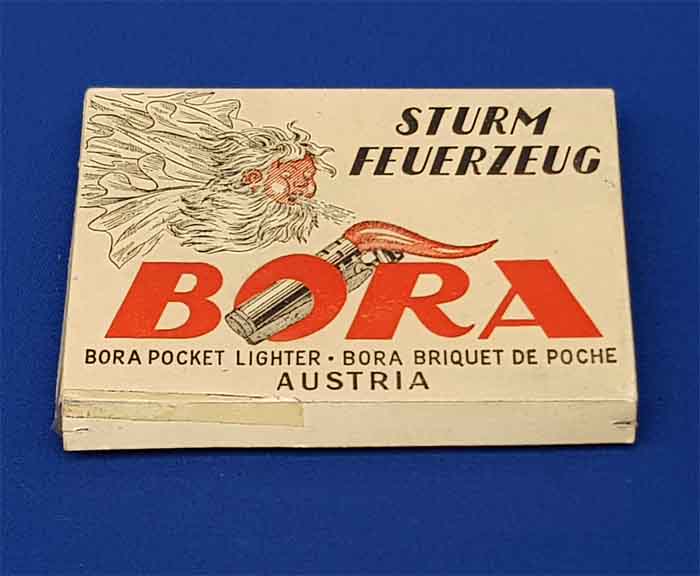 STURM
FEUERZEUG
BORA
BORA POCKET LIGHTER • BORA BRIQUET DE POCHE
AUSTRIA